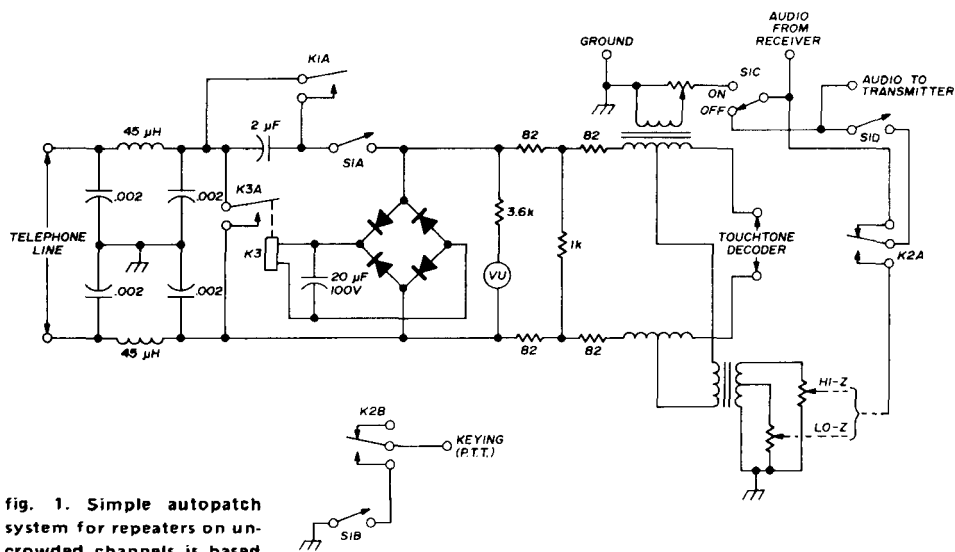 AUDIO
FROM
RECEIVER
GROUND
K1A
S1C
ON
OFF
AUDIO TO
TRANSMITTER
S1D
45 µH
2 µF
S1A
82
82
.002
.002
K3A
3.6k
1k
TOUCHTONE
DECODER
TELEPHONE
LINE
K3
20 µF
100V
VU
K2A
.002
.002
45 µH
82
82
HI-Z
LO-Z
K2B
KEYING
(P.T.T.)
S1B
fig. 1. Simple autopatch
system for repeaters on un-
crowded channels is based